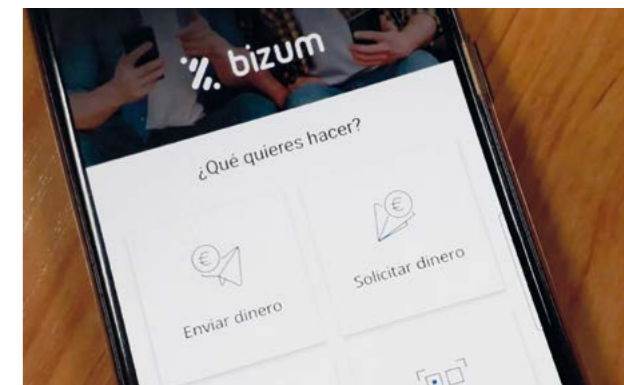 bizum
¿Qué quieres hacer?
Enviar dinero
Solicitar dinero